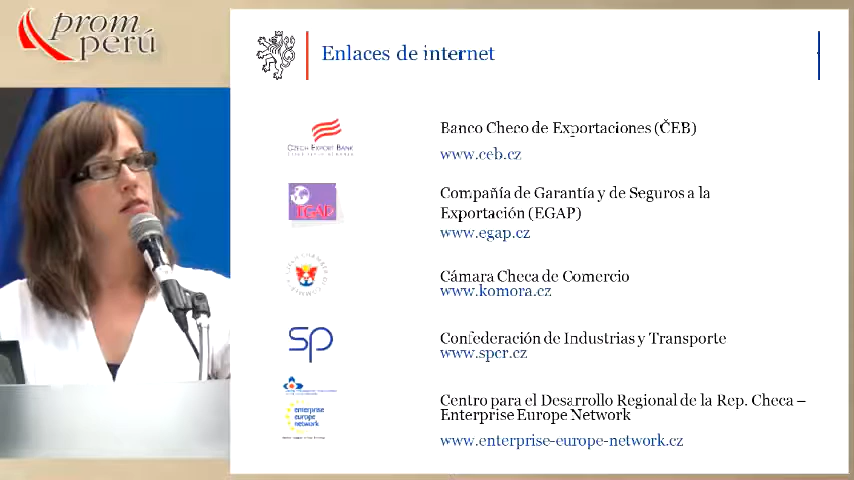 prom
perú
Enlaces de internet
CZECH EXPORT BANK
Banco Checo de Exportaciones (ČEB)
www.ceb.cz
EGAP
Compañía de Garantía y de Seguros a la
Exportación (EGAP)
www.egap.cz
Cámara Checa de Comercio
www.komora.cz
sp
Confederación de Industrias y Transporte
www.spcr.cz
enterprise
europe
network
Centro para el Desarrollo Regional de la Rep. Checa –
Enterprise Europe Network
www.enterprise-europe-network.cz